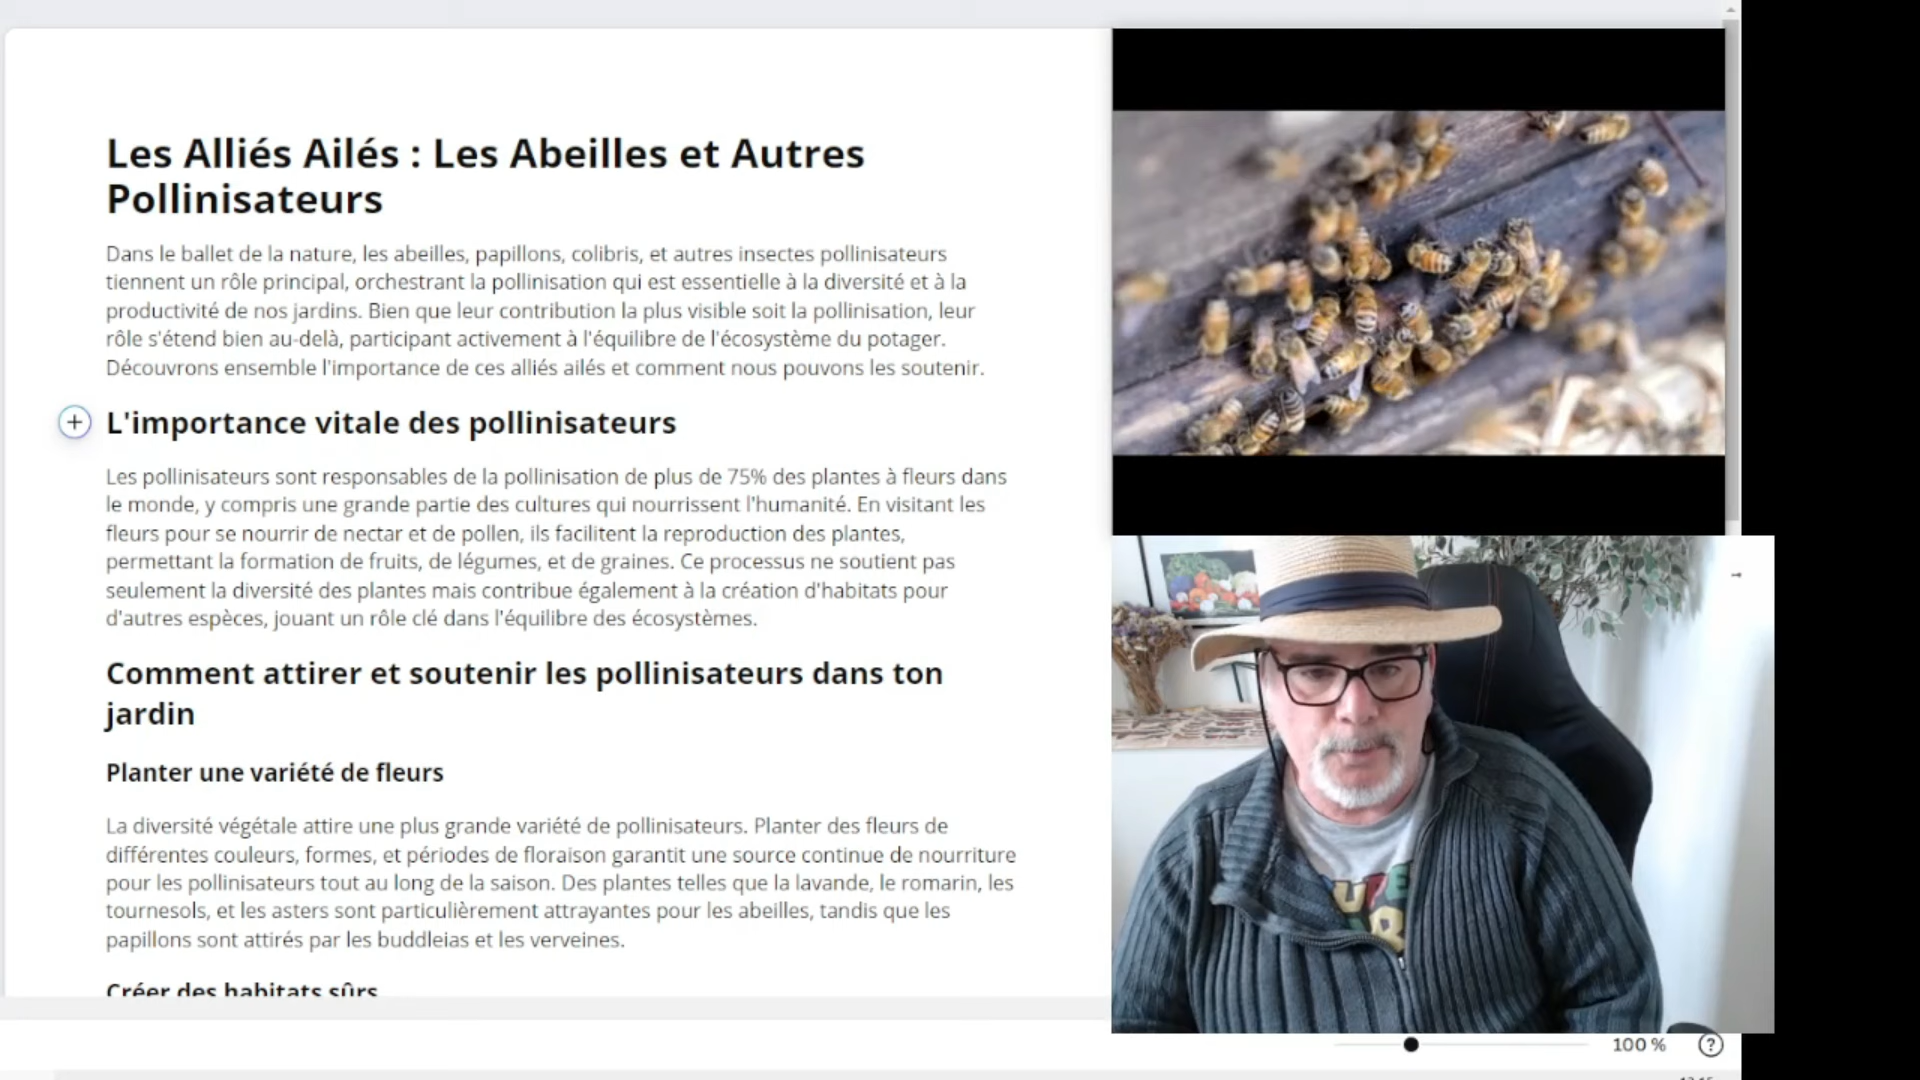 Les Alliés Ailés : Les Abeilles et Autres
Pollinisateurs
Dans le ballet de la nature, les abeilles, papillons, colibris, et autres insectes pollinisateurs
tiennent un rôle principal, orchestrant la pollinisation qui est essentielle à la diversité et à la
productivité de nos jardins. Bien que leur contribution la plus visible soit la pollinisation, leur
rôle s'étend bien au-delà, participant activement à l'équilibre de l'écosystème du potager.
Découvrons ensemble l'importance de ces alliés ailés et comment nous pouvons les soutenir.
L'importance vitale des pollinisateurs
Les pollinisateurs sont responsables de la pollinisation de plus de 75% des plantes à fleurs dans
le monde, y compris une grande partie des cultures qui nourrissent l'humanité. En visitant les
fleurs pour se nourrir de nectar et de pollen, ils facilitent la reproduction des plantes,
permettant la formation de fruits, de légumes, et de graines. Ce processus ne soutient pas
seulement la diversité des plantes mais contribue également à la création d'habitats pour
d'autres espèces, jouant un rôle clé dans l'équilibre des écosystèmes.
Comment attirer et soutenir les pollinisateurs dans ton
jardin
Planter une variété de fleurs
La diversité végétale attire une plus grande variété de pollinisateurs. Planter des fleurs de
différentes couleurs, formes, et périodes de floraison garantit une source continue de nourriture
pour les pollinisateurs tout au long de la saison. Des plantes telles que la lavande, le romarin, les
tournesols, et les asters sont particulièrement attrayantes pour les abeilles, tandis que les
papillons sont attirés par les buddleias et les verveines.
Créer des habitats sûrs
100 %